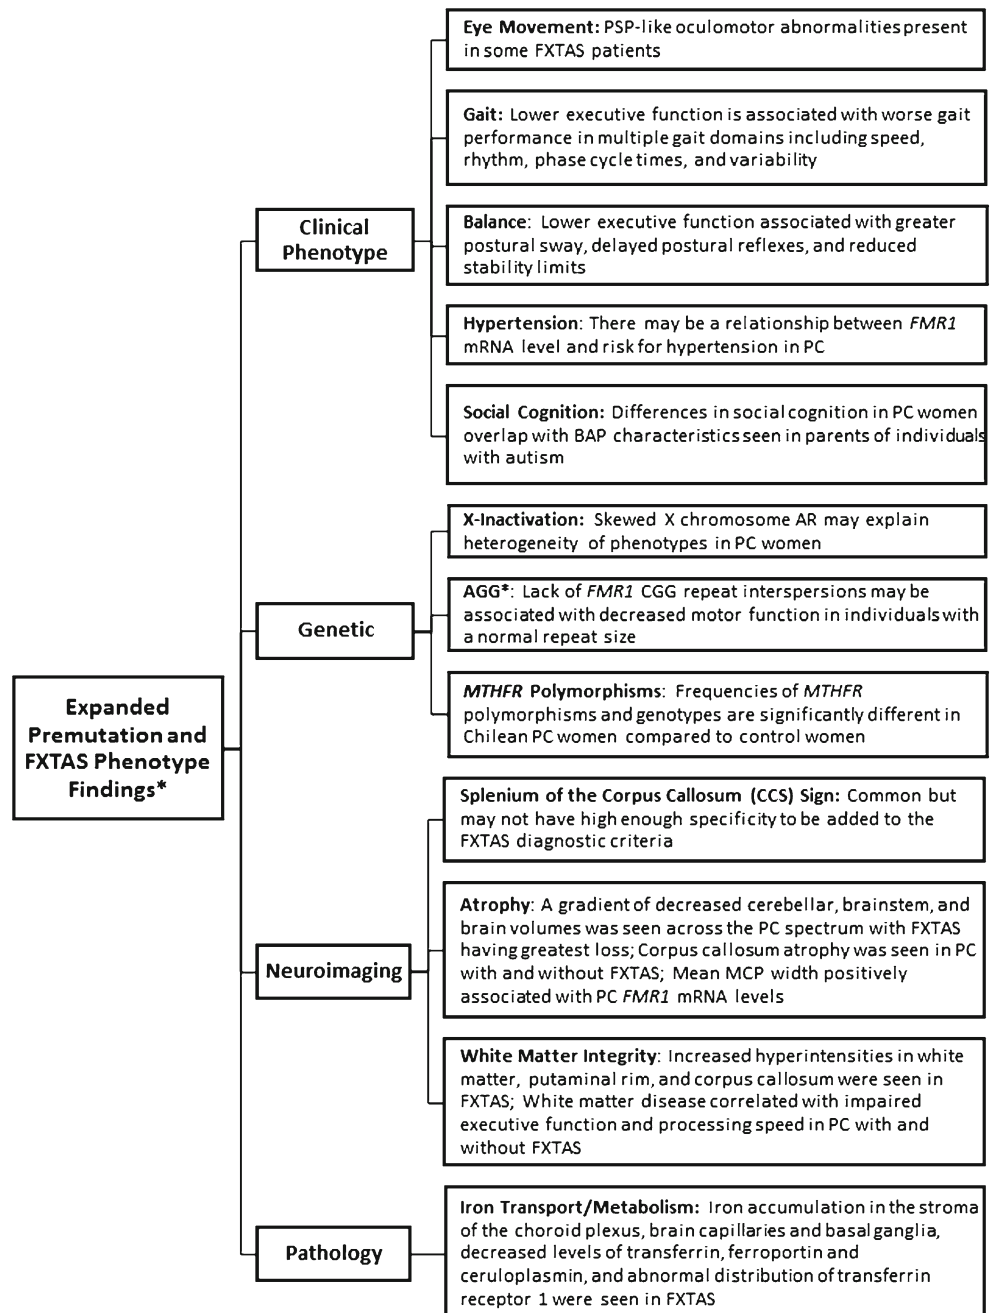 Expanded
Premutation and
FXTAS Phenotype
Findings*
Clinical
Phenotype
Eye Movement: PSP-like oculomotor abnormalities present
in some FXTAS patients
Gait: Lower executive function is associated with worse gait
performance in multiple gait domains including speed,
rhythm, phase cycle times, and variability
Balance: Lower executive function associated with greater
postural sway, delayed postural reflexes, and reduced
stability limits
Hypertension: There may be a relationship between FMR1
mRNA level and risk for hypertension in PC
Social Cognition: Differences in social cognition in PC women
overlap with BAP characteristics seen in parents of individuals
with autism
Genetic
X-Inactivation: Skewed X chromosome AR may explain
heterogeneity of phenotypes in PC women
AGG*: Lack of FMR1 CGG repeat interspersions may be
associated with decreased motor function in individuals with
a normal repeat size
MTHFR Polymorphisms: Frequencies of MTHFR
polymorphisms and genotypes are significantly different in
Chilean PC women compared to control women
Neuroimaging
Splenium of the Corpus Callosum (CCS) Sign: Common but
may not have high enough specificity to be added to the
FXTAS diagnostic criteria
Atrophy: A gradient of decreased cerebellar, brainstem, and
brain volumes was seen across the PC spectrum with FXTAS
having greatest loss; Corpus callosum atrophy was seen in PC
with and without FXTAS; Mean MCP width positively
associated with PC FMR1 mRNA levels
White Matter Integrity: Increased hyperintensities in white
matter, putaminal rim, and corpus callosum were seen in
FXTAS; White matter disease correlated with impaired
executive function and processing speed in PC with and
without FXTAS
Pathology
Iron Transport/Metabolism: Iron accumulation in the stroma
of the choroid plexus, brain capillaries and basal ganglia,
decreased levels of transferrin, ferroportin and
ceruloplasmin, and abnormal distribution of transferrin
receptor 1 were seen in FXTAS